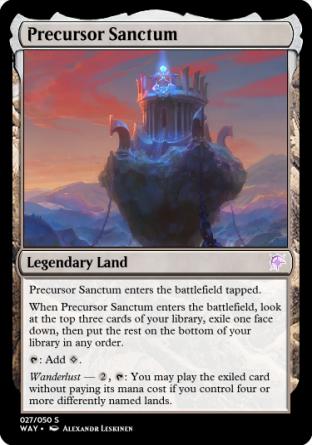 Precursor Sanctum
Legendary Land
Precursor Sanctum enters the battlefield tapped.
When Precursor Sanctum enters the battlefield, look
at the top three cards of your library, exile one face
down, then put the rest on the bottom of your
library in any order.
: Add .
Wanderlust — 2, : You may play the exiled card
without paying its mana cost if you control four or
more differently named lands.
027/050 S
WAY • Alexandr Leskinen